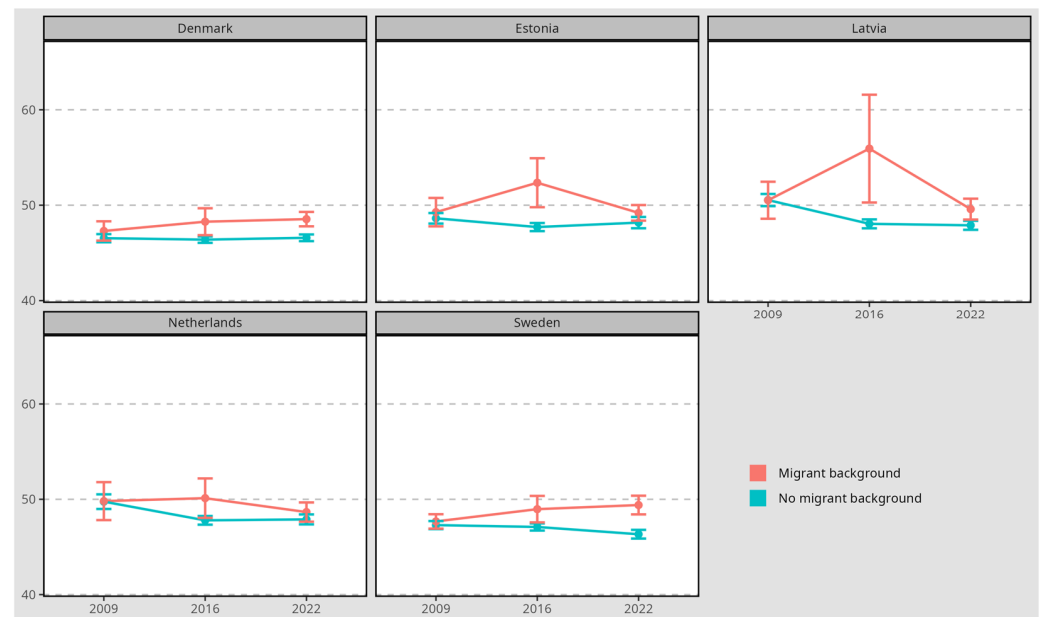 Denmark
Estonia
Latvia
60
50
40
2009 2016 2022
Netherlands
Sweden
60
50
40
2009 2016 2022
2009 2016 2022
Migrant background
No migrant background